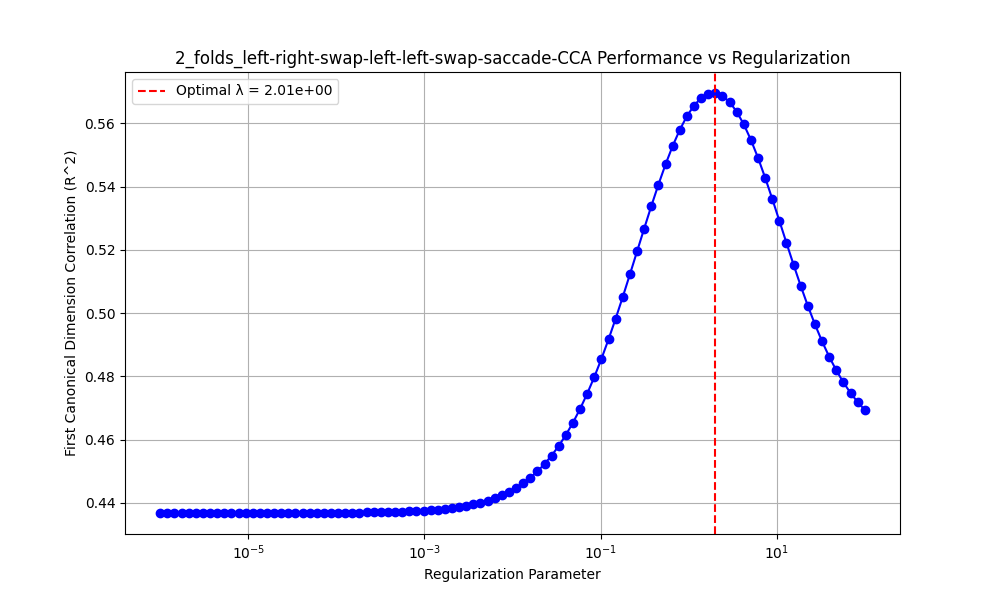 2_folds_left-right-swap-left-left-swap-saccade-CCA Performance vs Regularization
Optimal λ = 2.01e+00
First Canonical Dimension Correlation (R^2)
0.56
0.54
0.52
0.50
0.48
0.46
0.44
10⁻⁵ 10⁻³ 10⁻¹ 10¹
Regularization Parameter